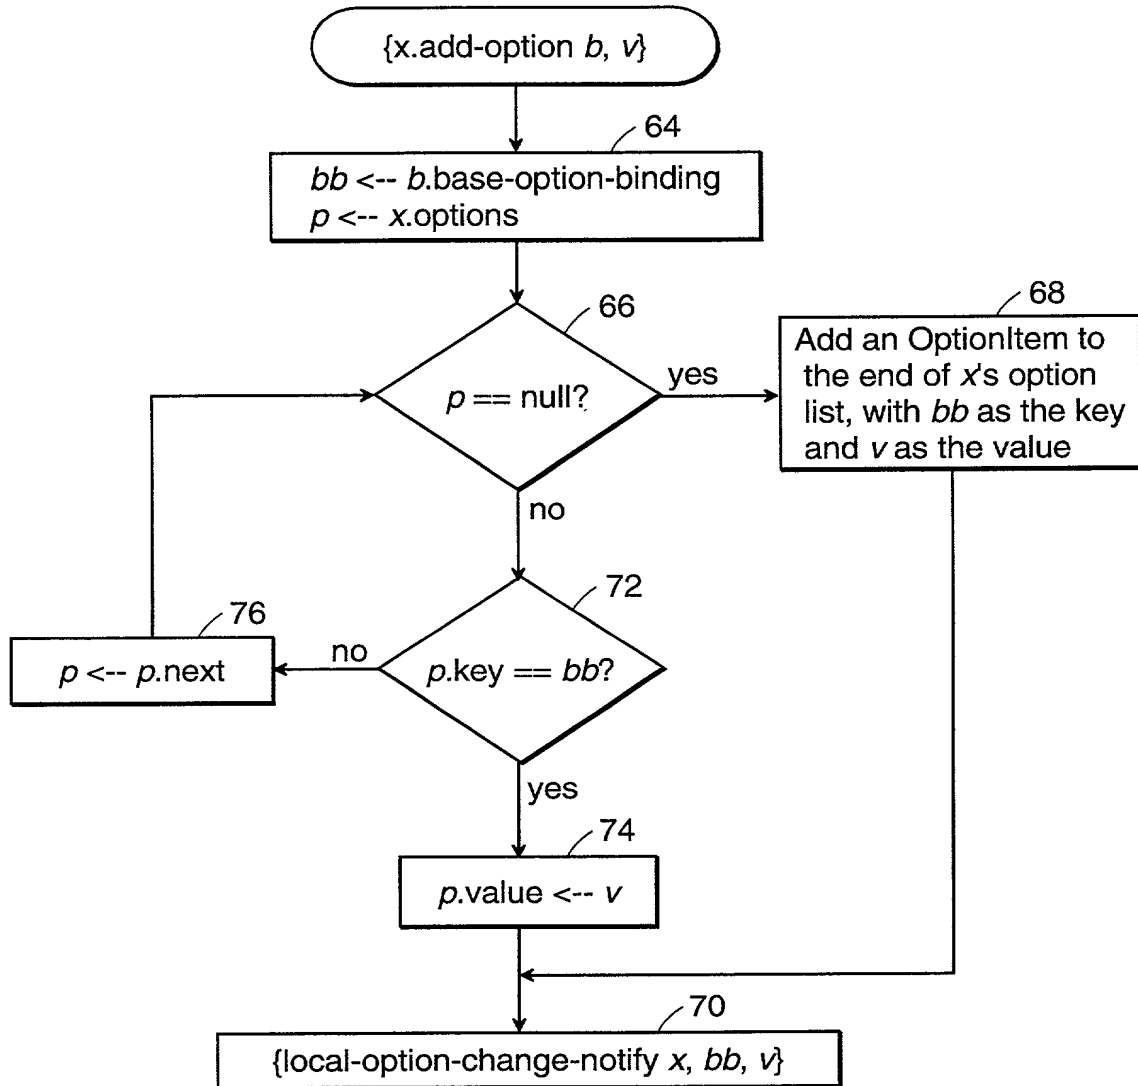 {x.add-option b, v}
64
bb <-- b.base-option-binding
p <-- x.options
66
p == null?
yes
no
68
Add an OptionItem to
the end of x's option
list, with bb as the key
and v as the value
72
p.key == bb?
no
yes
76
p <-- p.next
74
p.value <-- v
70
{local-option-change-notify x, bb, v}